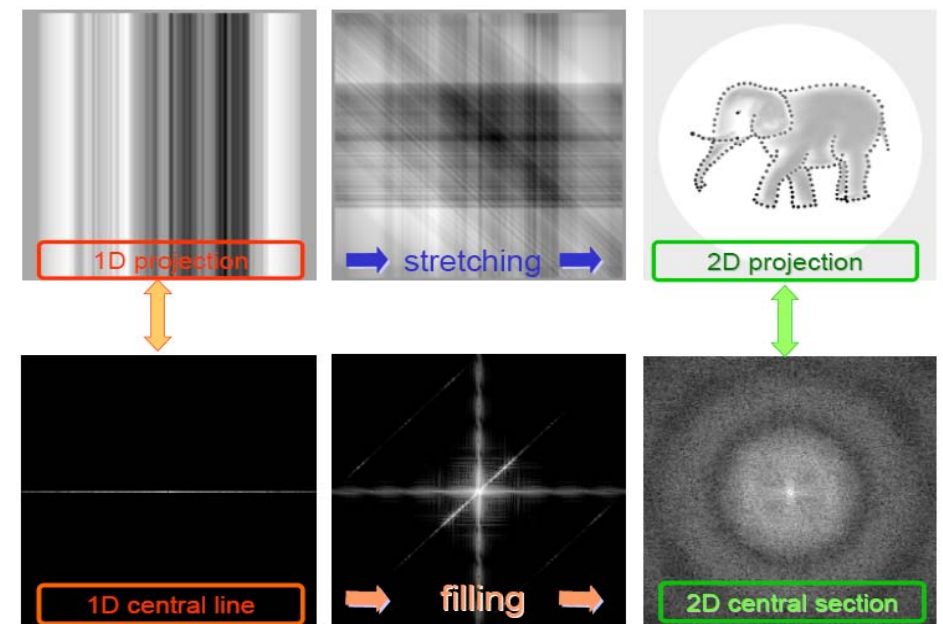 1D projection
stretching
2D projection
1D central line
filling
2D central section